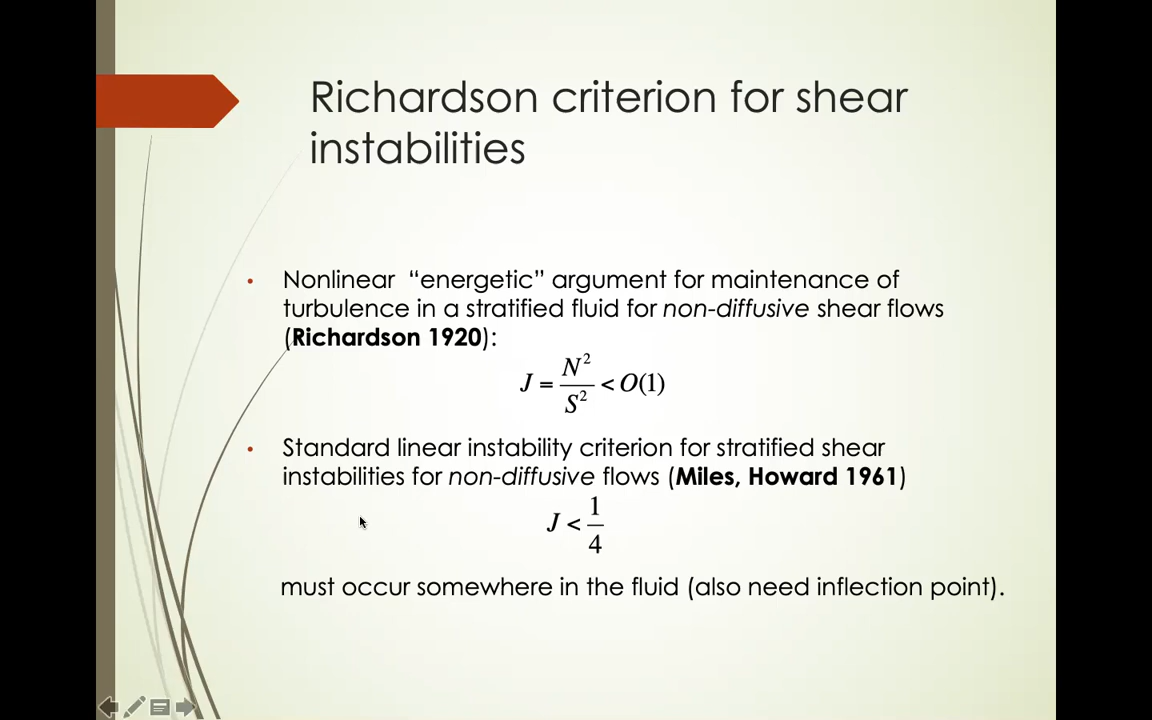 Richardson criterion for shear
instabilities
• Nonlinear “energetic” argument for maintenance of
turbulence in a stratified fluid for non-diffusive shear flows
(Richardson 1920):
J = N²/S² < O(1)
• Standard linear instability criterion for stratified shear
instabilities for non-diffusive flows (Miles, Howard 1961)
J < 1/4
must occur somewhere in the fluid (also need inflection point).